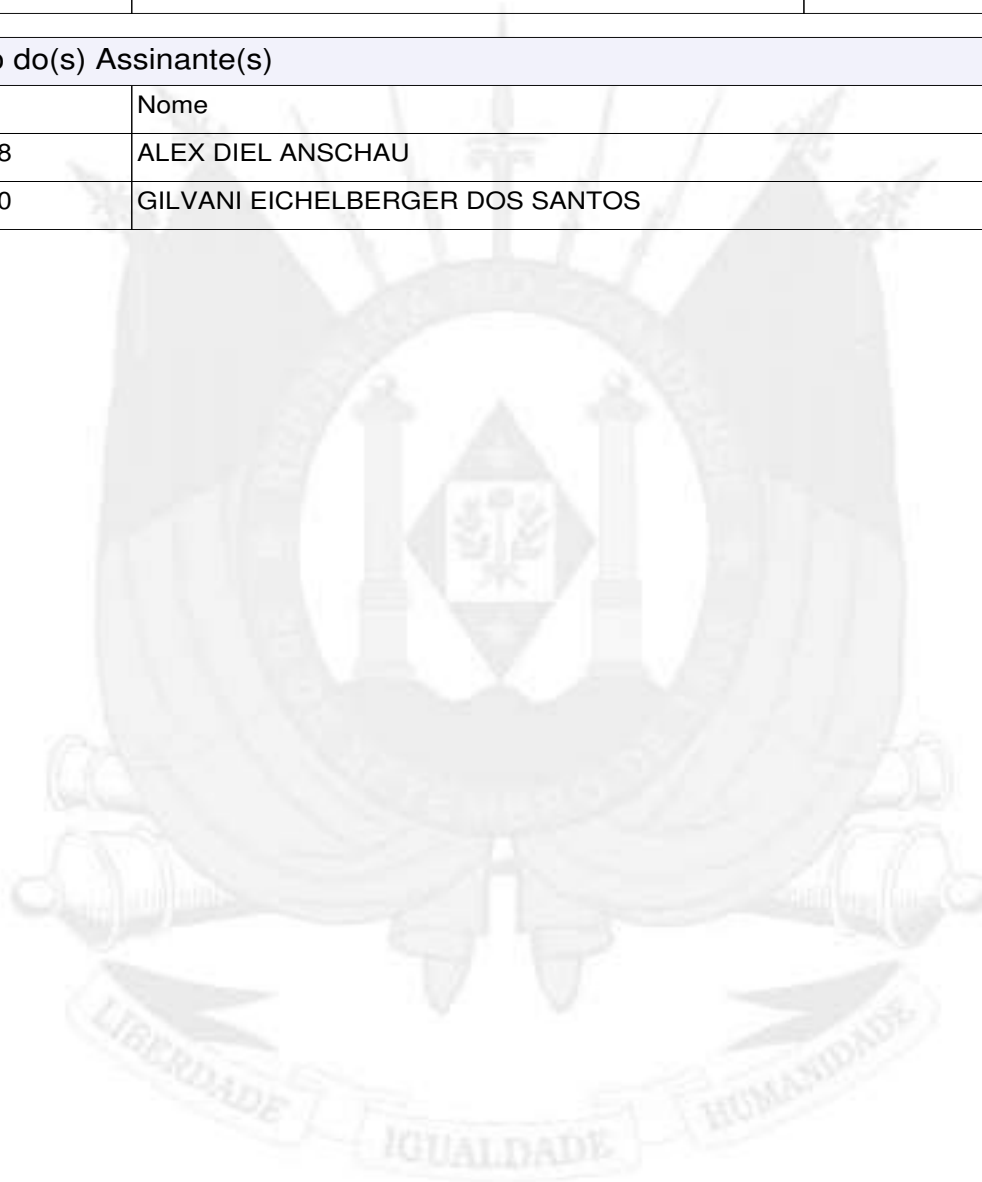 o do(s) Assinante(s)
Nome
8 ALEX DIEL ANSCHAU
0 GILVANI EICHELBERGER DOS SANTOS
LIBERDADE
IGUALDADE
HUMANIDADE